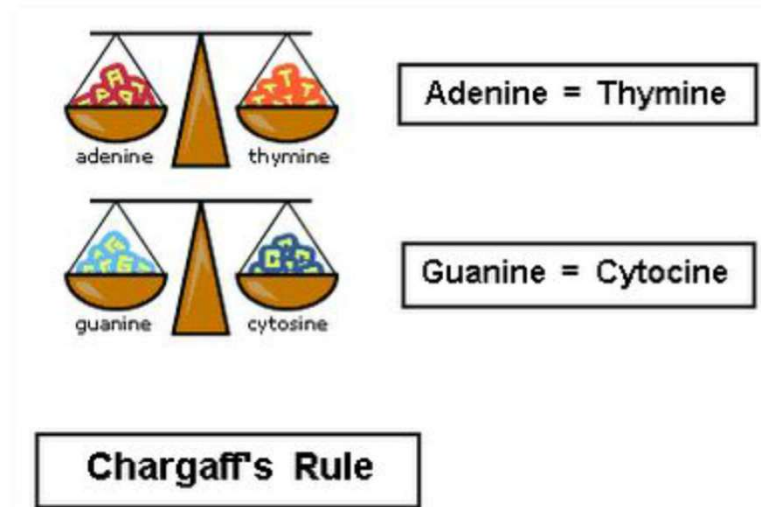 adenine thymine
Adenine = Thymine
guanine cytosine
Guanine = Cytocine
Chargaff's Rule